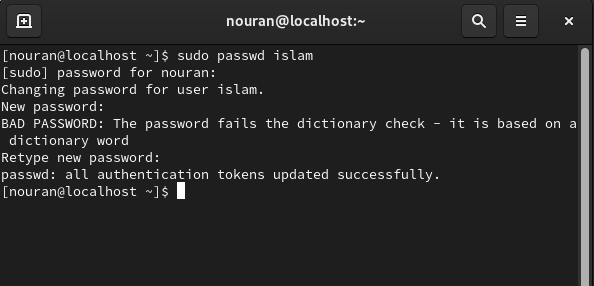 nouran@localhost:~
[nouran@localhost ~]$ sudo passwd islam
[sudo] password for nouran:
Changing password for user islam.
New password:
BAD PASSWORD: The password fails the dictionary check - it is based on a
 dictionary word
Retype new password:
passwd: all authentication tokens updated successfully.
[nouran@localhost ~]$